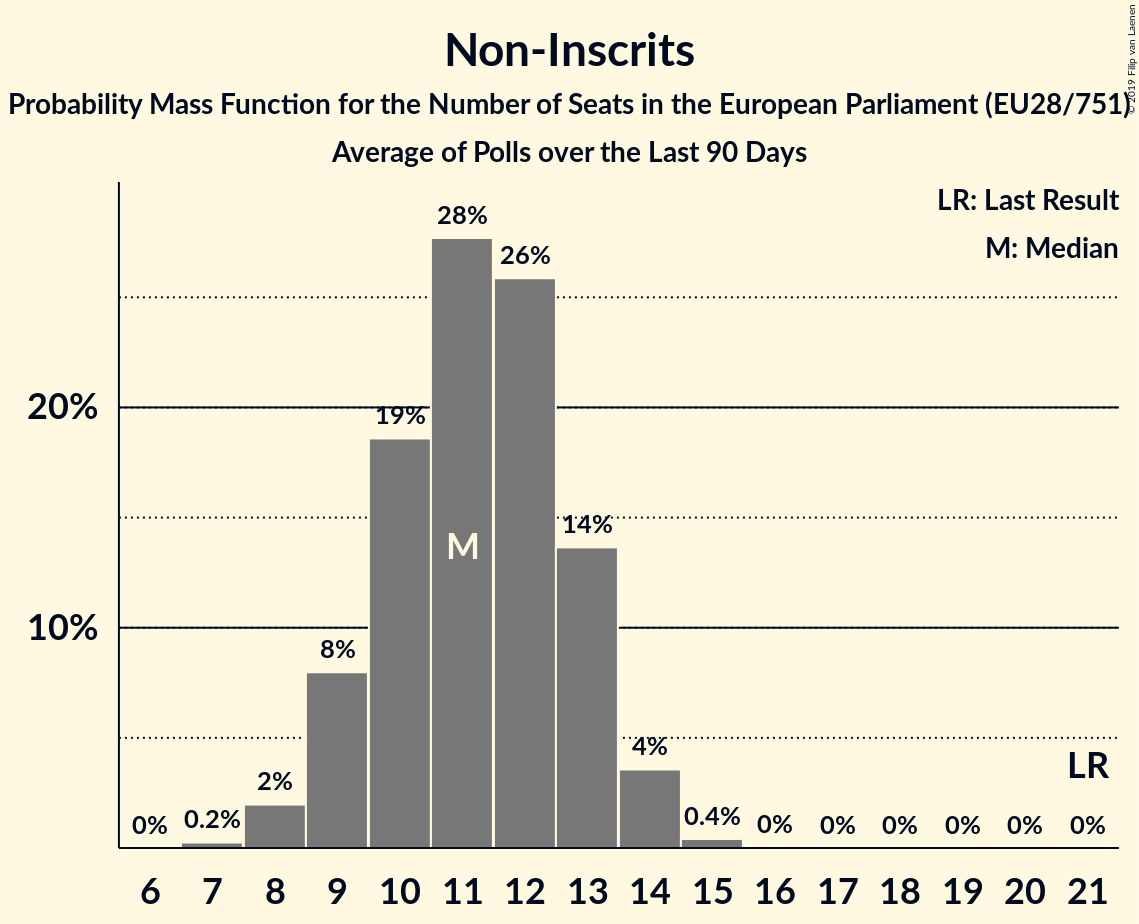 Non-Inscrits
Probability Mass Function for the Number of Seats in the European Parliament (EU28/751)
Average of Polls over the Last 90 Days
© 2019 Filip van Laenen
LR: Last Result
M: Median
28%
26%
20%
19%
14%
M
10%
8%
4%
LR
2%
0% 0.2% 0.4% 0% 0% 0% 0% 0% 0%
6 7 8 9 10 11 12 13 14 15 16 17 18 19 20 21